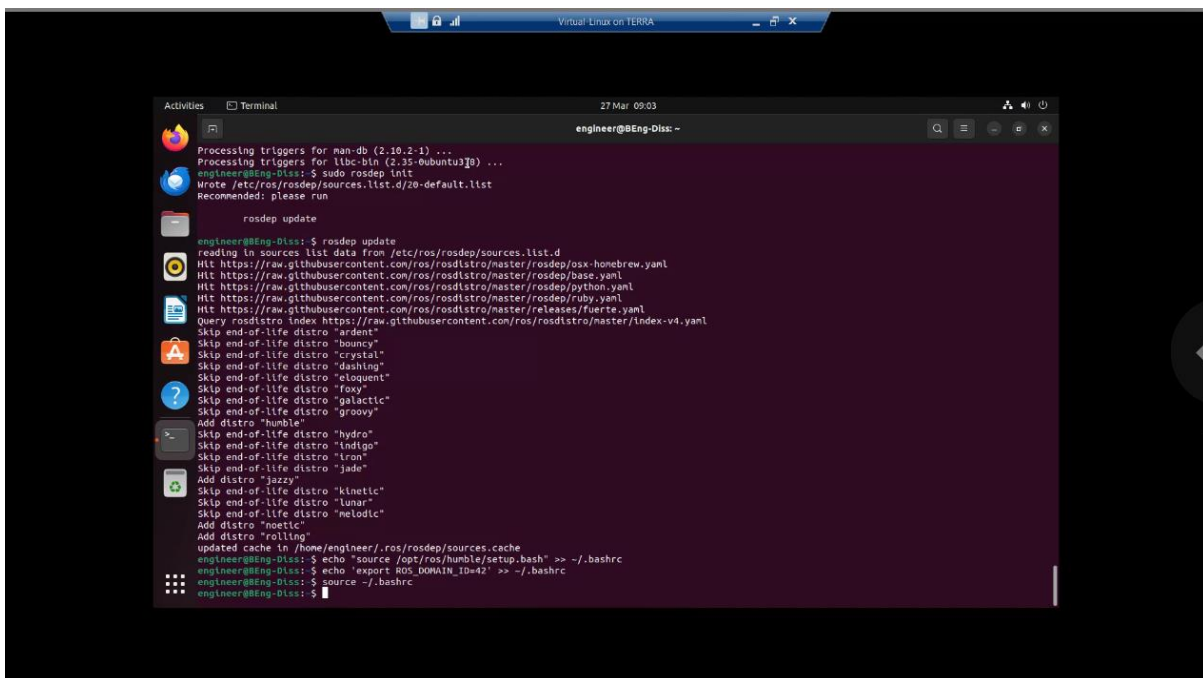 Virtual-Linux on TERRA
Activities Terminal 27 Mar 09:03
engineer@BEng-Diss: ~
Processing triggers for man-db (2.10.2-1) ...
Processing triggers for libc-bin (2.35-0ubuntu3.8) ...
engineer@BEng-Diss:~$ sudo rosdep init
Wrote /etc/ros/rosdep/sources.list.d/20-default.list
Recommended: please run
rosdep update
engineer@BEng-Diss:~$ rosdep update
reading in sources list data from /etc/ros/rosdep/sources.list.d
Hit https://raw.githubusercontent.com/ros/rosdistro/master/rosdep/osx-homebrew.yaml
Hit https://raw.githubusercontent.com/ros/rosdistro/master/rosdep/base.yaml
Hit https://raw.githubusercontent.com/ros/rosdistro/master/rosdep/python.yaml
Hit https://raw.githubusercontent.com/ros/rosdistro/master/rosdep/ruby.yaml
Hit https://raw.githubusercontent.com/ros/rosdistro/master/releases/fuerte.yaml
Query rosdistro index https://raw.githubusercontent.com/ros/rosdistro/master/index-v4.yaml
Skip end-of-life distro "ardent"
Skip end-of-life distro "bouncy"
Skip end-of-life distro "crystal"
Skip end-of-life distro "dashing"
Skip end-of-life distro "eloquent"
Skip end-of-life distro "foxy"
Skip end-of-life distro "galactic"
Skip end-of-life distro "groovy"
Add distro "humble"
Skip end-of-life distro "hydro"
Skip end-of-life distro "indigo"
Skip end-of-life distro "iron"
Skip end-of-life distro "jade"
Add distro "jazzy"
Skip end-of-life distro "kinetic"
Skip end-of-life distro "lunar"
Skip end-of-life distro "melodic"
Add distro "noetic"
Add distro "rolling"
updated cache in /home/engineer/.ros/rosdep/sources.cache
engineer@BEng-Diss:~$ echo "source /opt/ros/humble/setup.bash" >> ~/.bashrc
engineer@BEng-Diss:~$ echo 'export ROS_DOMAIN_ID=42' >> ~/.bashrc
engineer@BEng-Diss:~$ source ~/.bashrc
engineer@BEng-Diss:~$